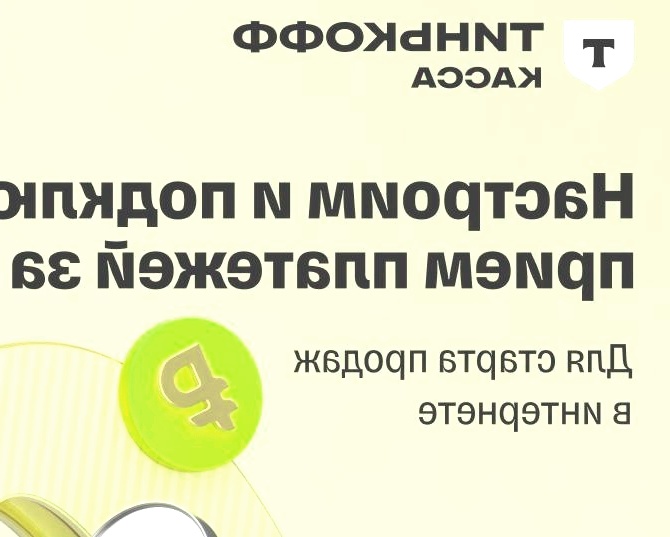 Т
ТИНЬКОФФ
КАССА
Настроим и
прием платежей за
Для старта продаж
в интернете
₽